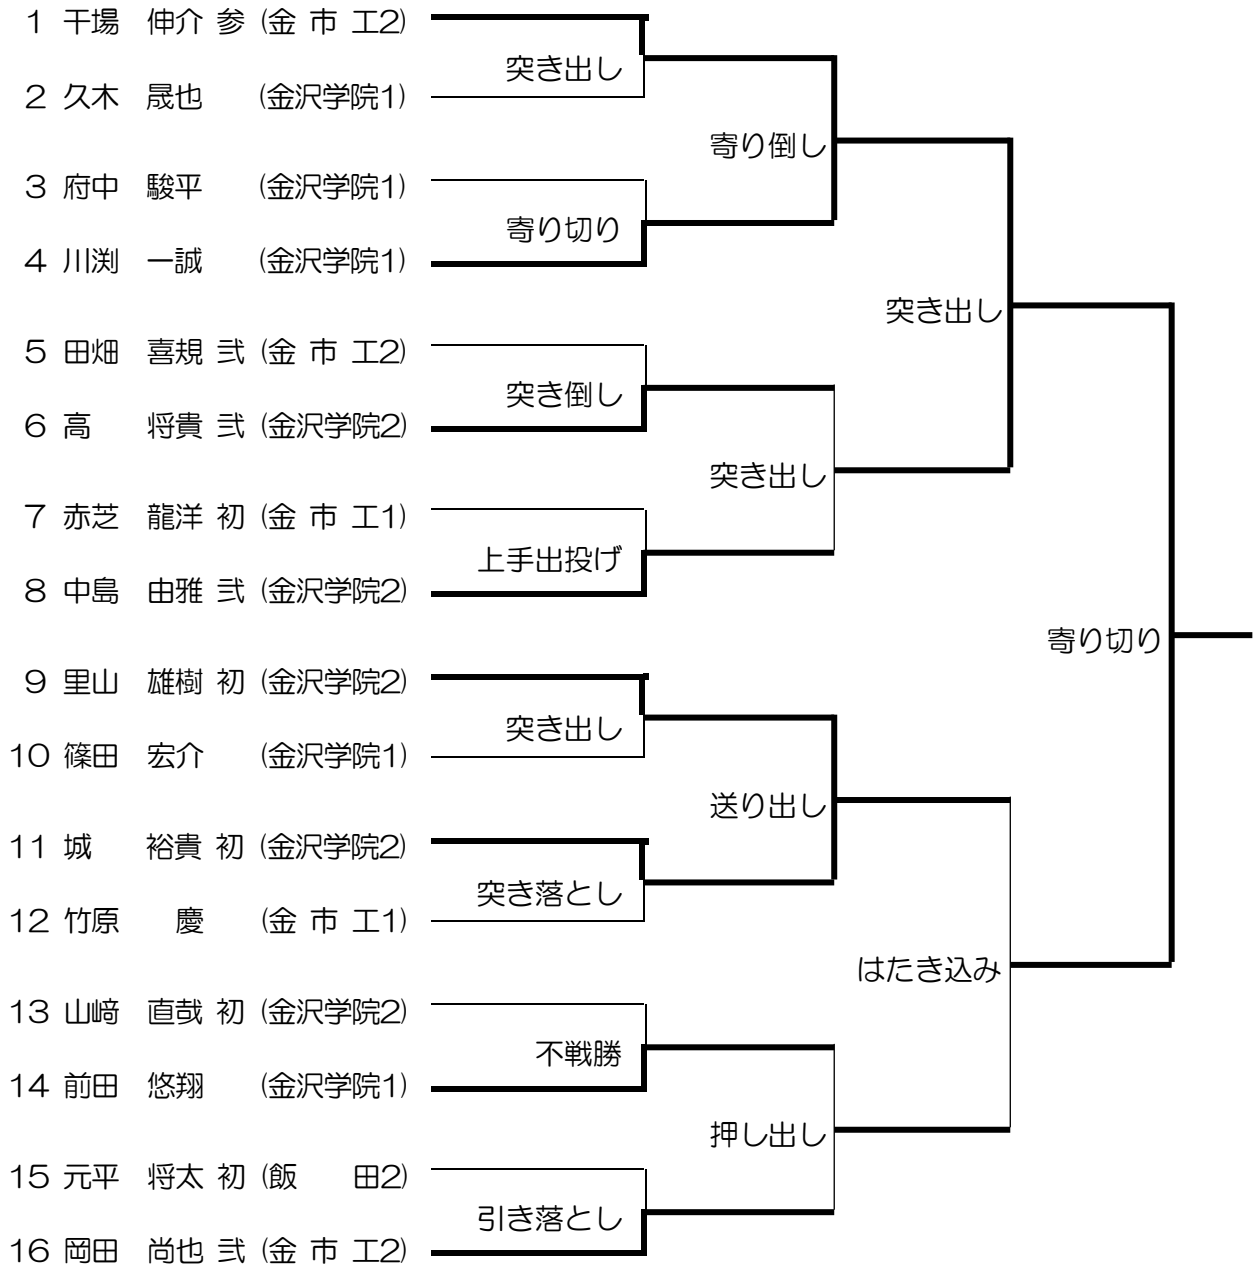 1 干場 伸介 参 (金 市 工2)
突き出し
2 久木 晟也 (金沢学院1)
寄り倒し
3 府中 駿平 (金沢学院1)
寄り切り
4 川渕 一誠 (金沢学院1)
突き出し
5 田畑 喜規 弐 (金 市 工2)
突き倒し
6 高 将貴 弐 (金沢学院2)
突き出し
7 赤芝 龍洋 初 (金 市 工1)
上手出投げ
8 中島 由雅 弐 (金沢学院2)
寄り切り
9 里山 雄樹 初 (金沢学院2)
突き出し
10 篠田 宏介 (金沢学院1)
送り出し
11 城 裕貴 初 (金沢学院2)
突き落とし
12 竹原 慶 (金 市 工1)
はたき込み
13 山﨑 直哉 初 (金沢学院2)
不戦勝
14 前田 悠翔 (金沢学院1)
押し出し
15 元平 将太 初 (飯 田2)
引き落とし
16 岡田 尚也 弐 (金 市 工2)